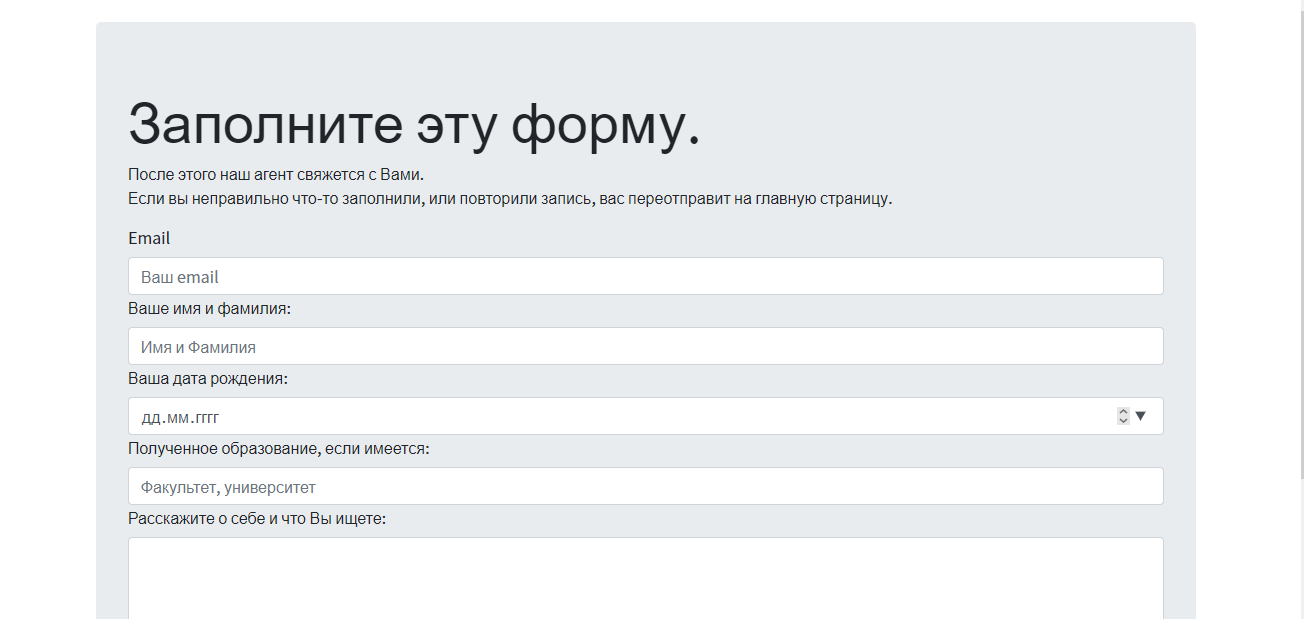 Заполните эту форму.
После этого наш агент свяжется с Вами.
Если вы неправильно что-то заполнили, или повторили запись, вас переотправит на главную страницу.
Email
Ваш email
Ваше имя и фамилия:
Имя и Фамилия
Ваша дата рождения:
дд.мм.гггг
Полученное образование, если имеется:
Факультет, университет
Расскажите о себе и что Вы ищете: